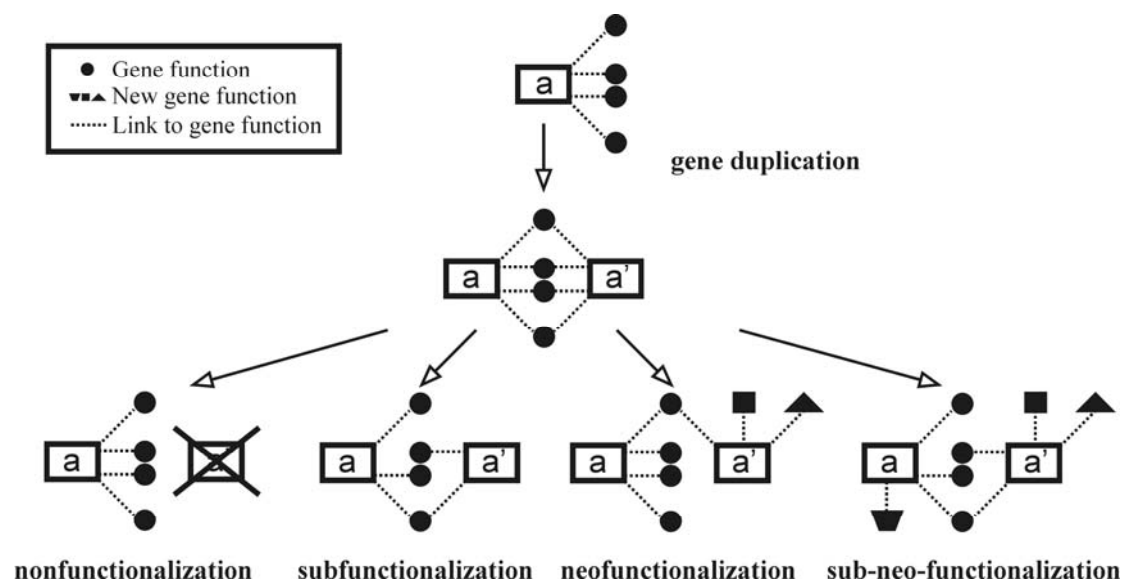 Gene function
New gene function
Link to gene function
a
gene duplication
a a'
a a a' a a' a a'
nonfunctionalization subfunctionalization neofunctionalization sub-neo-functionalization